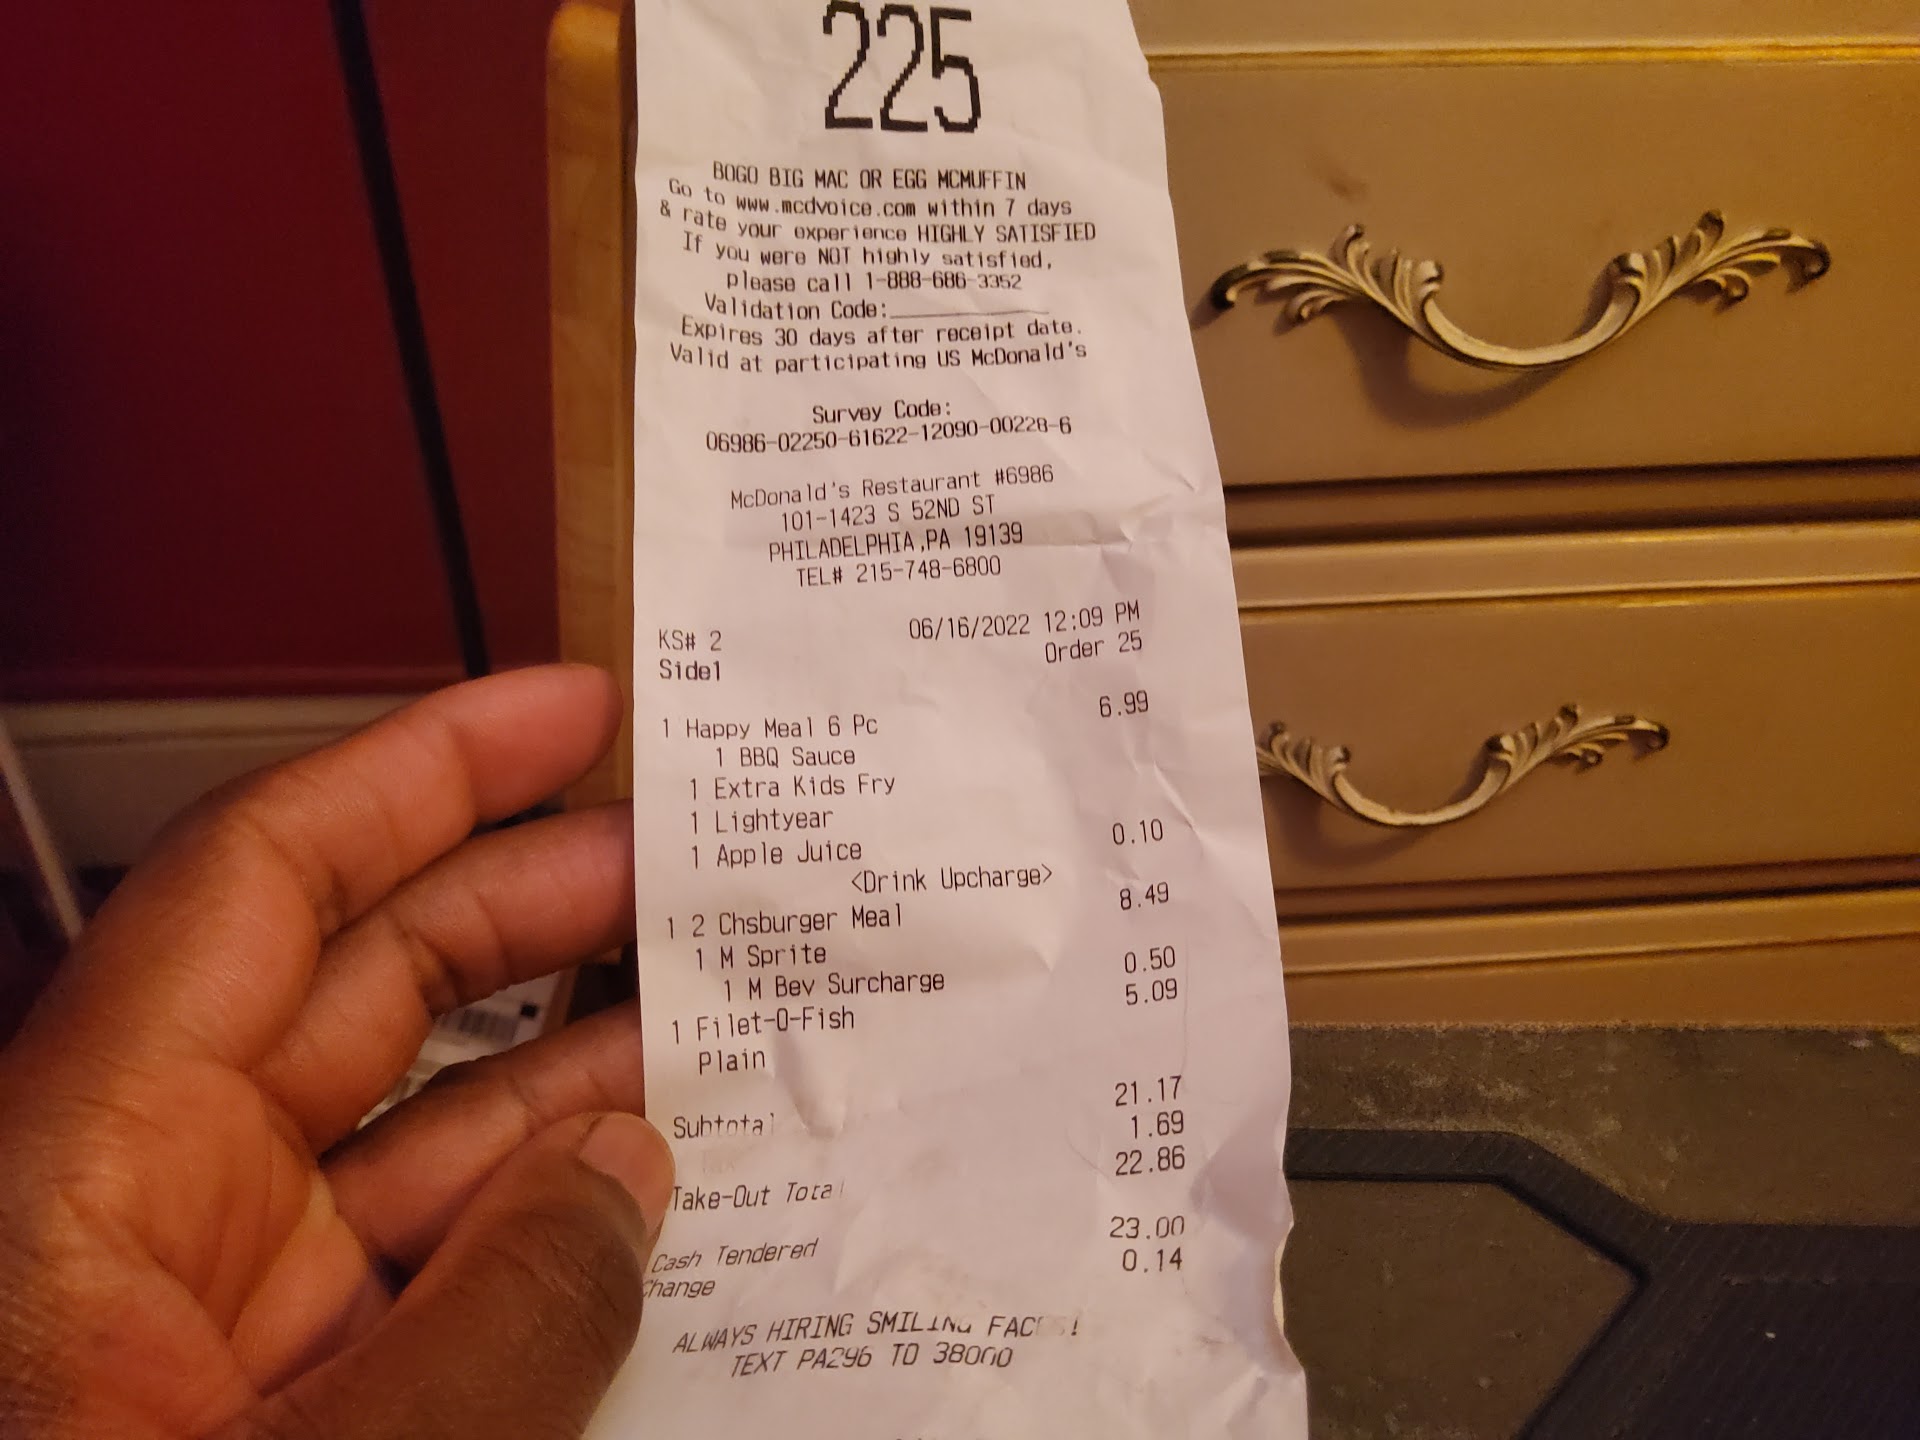 225
BOGO BIG MAC OR EGG MCMUFFIN
Go to www.mcdvoice.com within 7 days
& rate your experience HIGHLY SATISFIED
If you were NOT highly satisfied,
please call 1-888-686-3352
Validation Code:
Expires 30 days after receipt date.
Valid at participating US McDonald's
Survey Code:
06986-02250-61622-12090-00228-6
McDonald's Restaurant #6986
101-1423 S 52ND ST
PHILADELPHIA,PA 19139
TEL# 215-748-6800
KS# 2 06/16/2022 12:09 PM
Side1 Order 25
1 Happy Meal 6 Pc 6.99
1 BBQ Sauce
1 Extra Kids Fry
1 Lightyear
1 Apple Juice 0.10
<Drink Upcharge>
1 2 Chsburger Meal 8.49
1 M Sprite
1 M Bev Surcharge 0.50
1 Filet-O-Fish 5.09
Plain
Subtotal 21.17
1.69
Take-Out Total 22.86
Cash Tendered 23.00
Change 0.14
ALWAYS HIRING SMILING FACES!
TEXT PA296 TO 38000